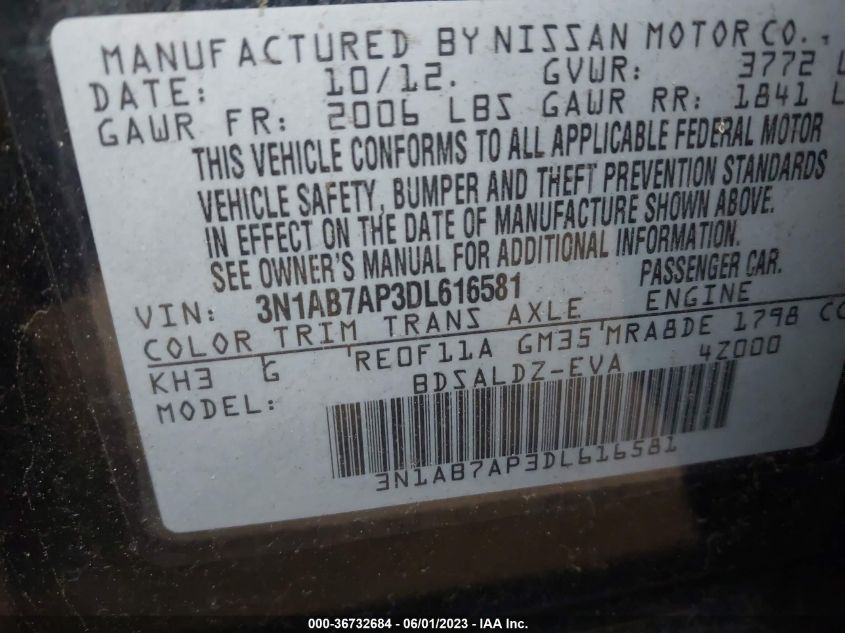 MANUFACTURED BY NISSAN MOTOR CO.,
DATE: 10/12. GVWR: 3772 L
GAWR FR: 2006 LBS GAWR RR: 1841 L
THIS VEHICLE CONFORMS TO ALL APPLICABLE FEDERAL MOTOR
VEHICLE SAFETY, BUMPER AND THEFT PREVENTION STANDARDS
IN EFFECT ON THE DATE OF MANUFACTURE SHOWN ABOVE.
SEE OWNER'S MANUAL FOR ADDITIONAL INFORMATION.
VIN: 3N1AB7AP3DL616581 PASSENGER CAR.
COLOR TRIM TRANS AXLE ENGINE
KH3 G RE0F11A GM35 MRA8DE 1798 CC
MODEL: BDSALDZ-EVA 4Z000
3N1AB7AP3DL616581
000-36732684 - 06/01/2023 - IAA Inc.